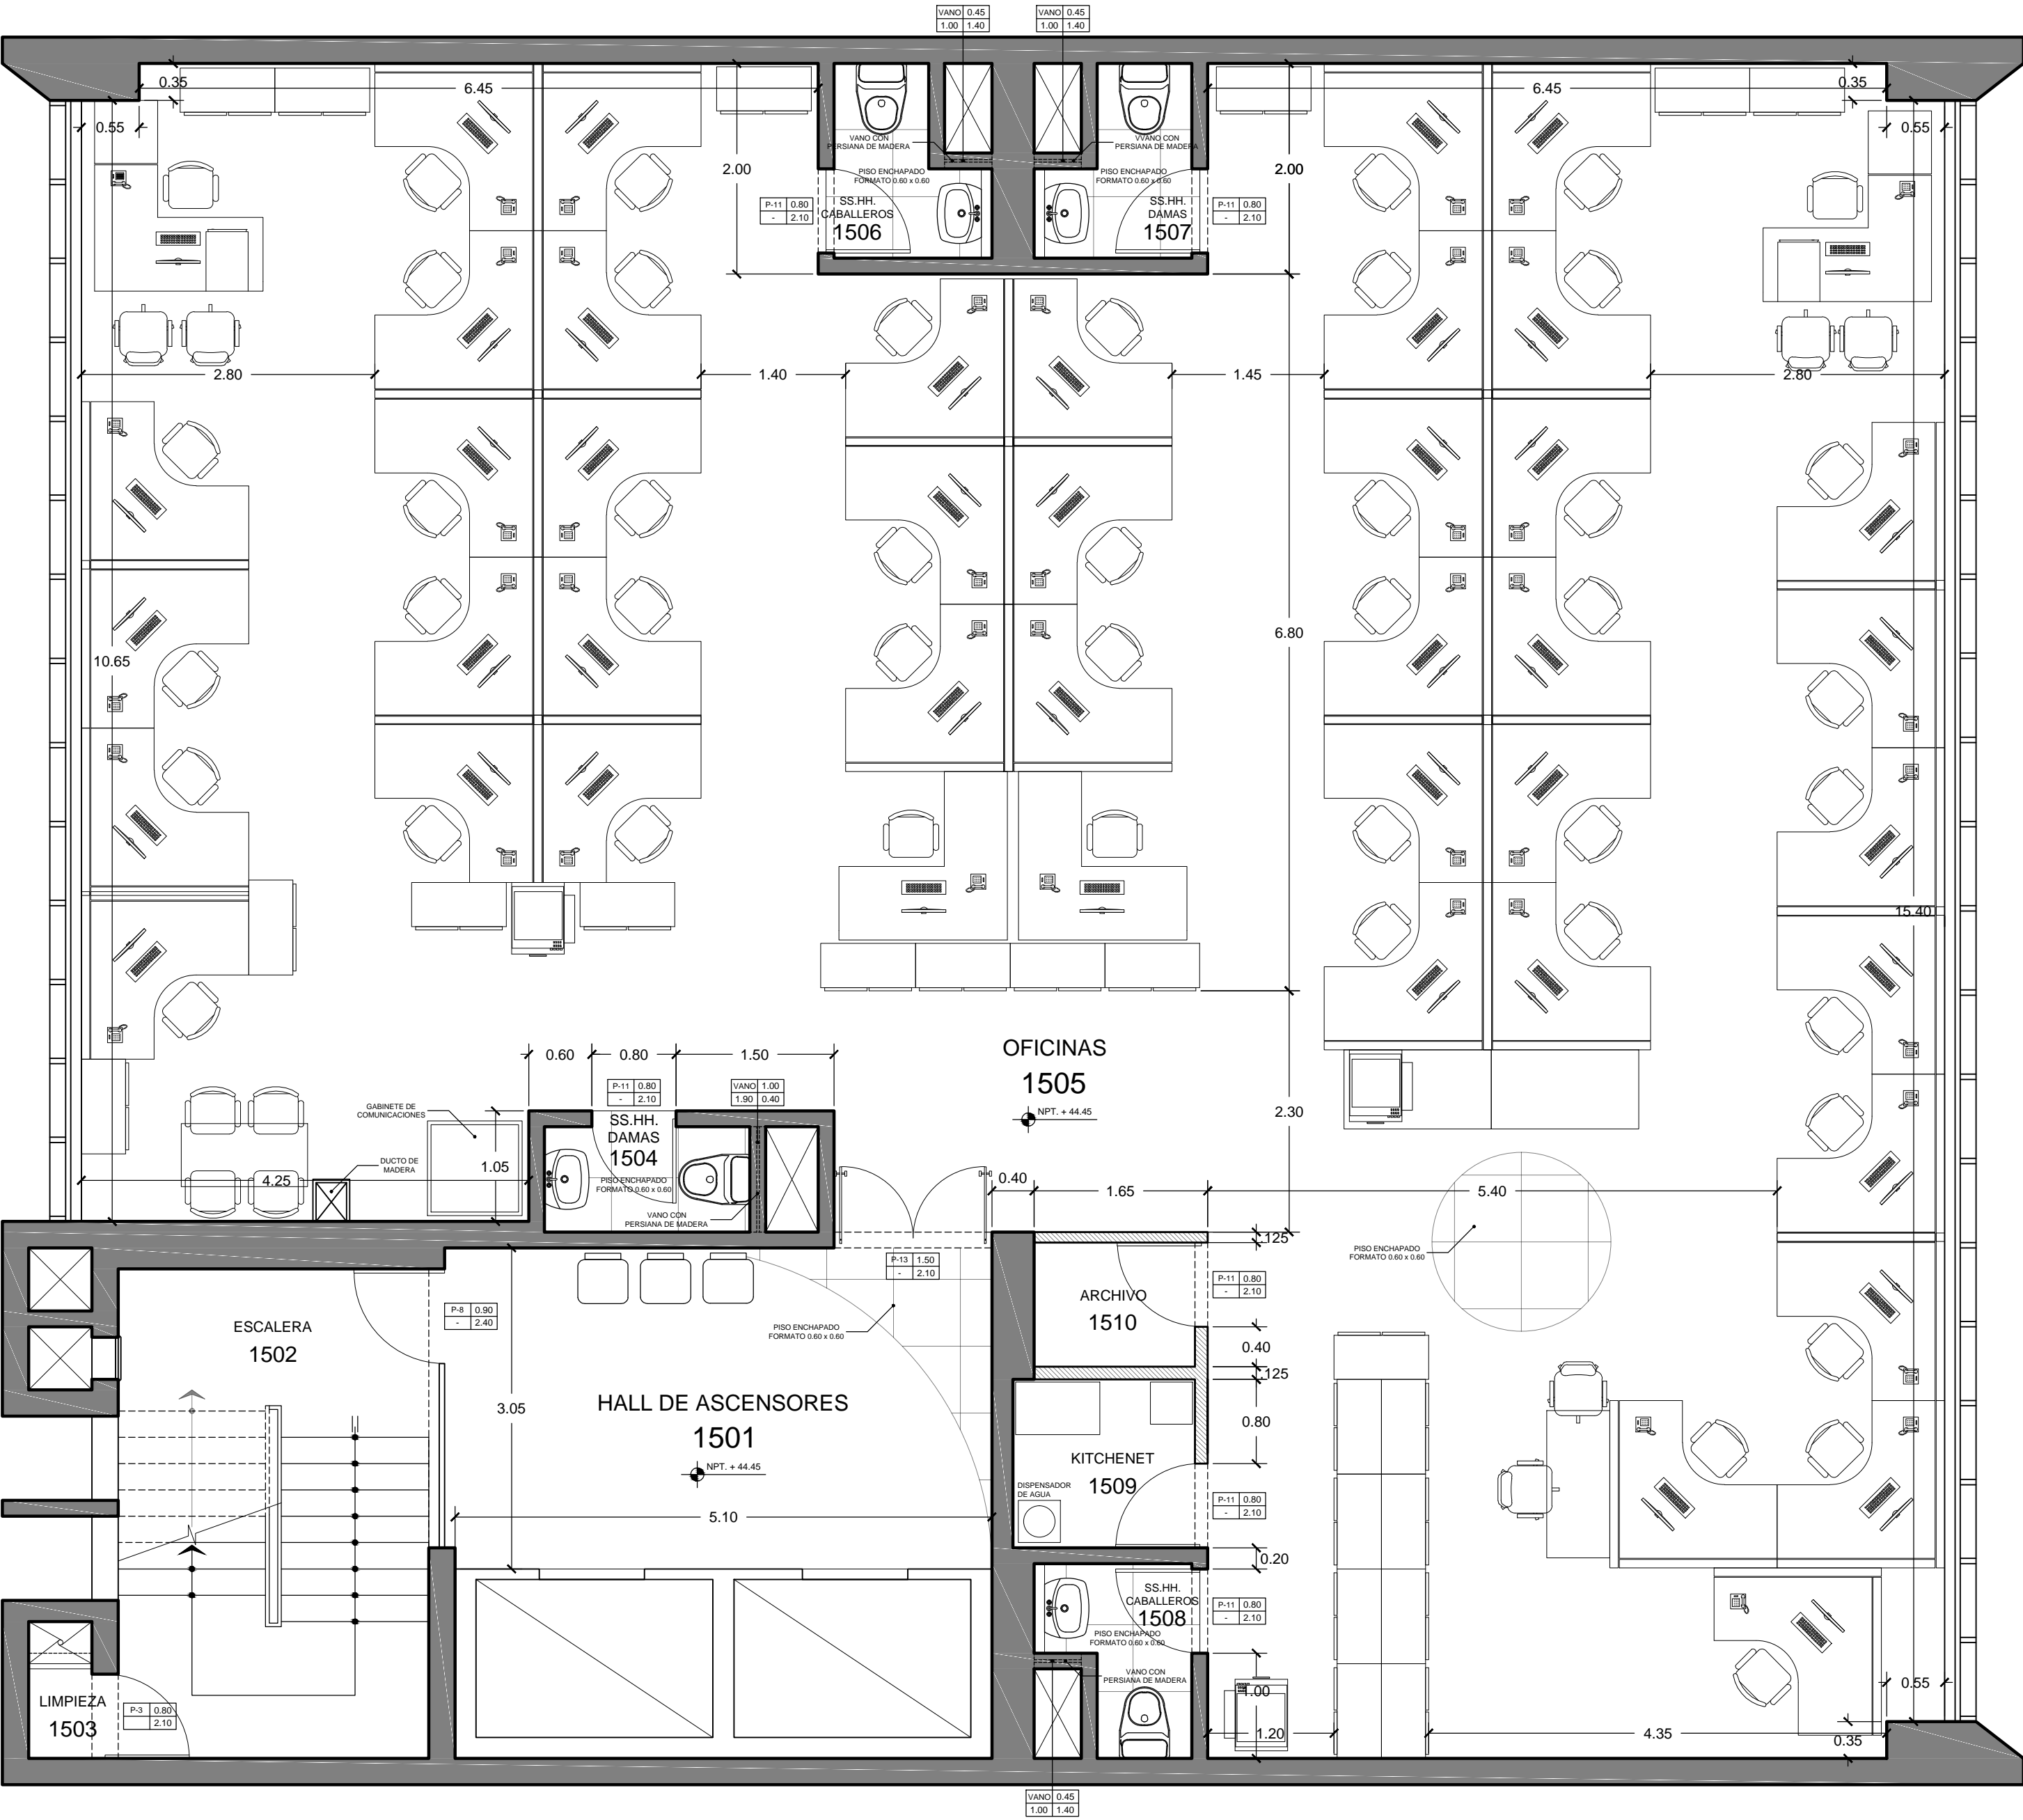 VANO 0.45
1.00 1.40
VANO 0.45
1.00 1.40
0.35
6.45
6.45
0.35
0.55
0.55
VANO CON
PERSIANA DE MADERA
VVANO CON
PERSIANA DE MADERA
2.00
2.00
PISO ENCHAPADO
FORMATO 0.60 x 0.60
PISO ENCHAPADO
FORMATO 0.60 x 0.60
P-11 0.80
- 2.10
SS.HH.
CABALLEROS
1506
SS.HH.
DAMAS
1507
P-11 0.80
- 2.10
2.80
1.40
1.45
2.80
6.80
10.65
15.40
OFICINAS
1505
NPT. + 44.45
0.60
0.80
1.50
P-11 0.80
- 2.10
VANO 1.00
1.90 0.40
GABINETE DE
COMUNICACIONES
SS.HH.
DAMAS
1504
2.30
DUCTO DE
MADERA
1.05
4.25
PISO ENCHAPADO
FORMATO 0.60 x 0.60
VANO CON
PERSIANA DE MADERA
0.40
1.65
5.40
.125
P-13 1.50
- 2.10
PISO ENCHAPADO
FORMATO 0.60 x 0.60
P-11 0.80
- 2.10
ARCHIVO
1510
P-8 0.90
- 2.40
ESCALERA
1502
PISO ENCHAPADO
FORMATO 0.60 x 0.60
0.40
.125
3.05
HALL DE ASCENSORES
1501
NPT. + 44.45
0.80
KITCHENET
1509
DISPENSADOR
DE AGUA
P-11 0.80
- 2.10
5.10
0.20
SS.HH.
CABALLEROS
1508
P-11 0.80
- 2.10
PISO ENCHAPADO
FORMATO 0.60 x 0.60
VANO CON
PERSIANA DE MADERA
LIMPIEZA
1503
P-3 0.80
2.10
1.00
0.55
1.20
4.35
0.35
VANO 0.45
1.00 1.40